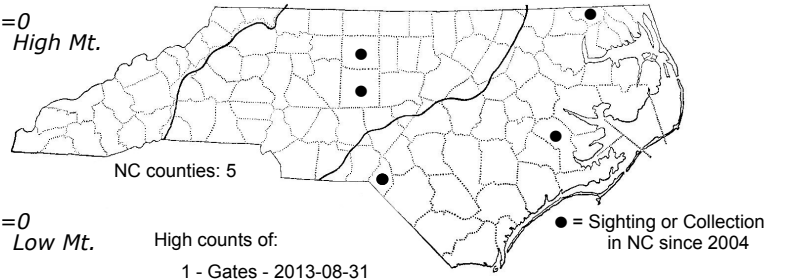 =0
High Mt.
NC counties: 5
● = Sighting or Collection
in NC since 2004
=0
Low Mt.
High counts of:
1 - Gates - 2013-08-31